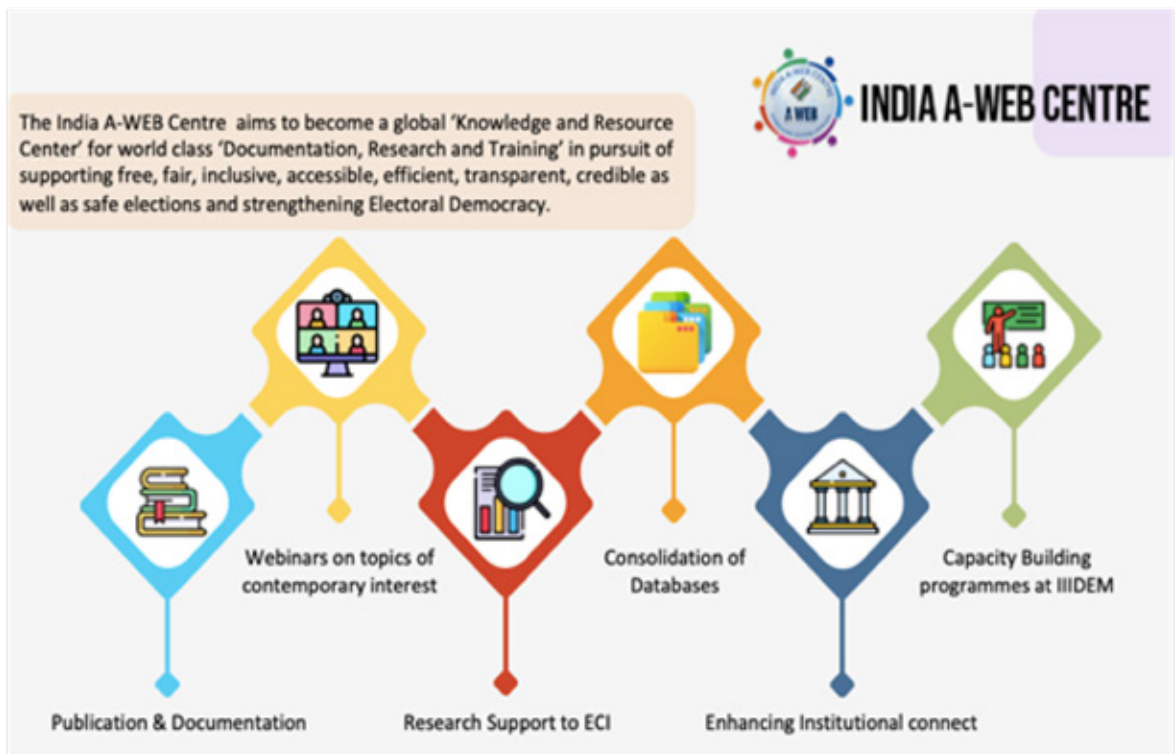 INDIA A-WEB CENTRE
A WEB
The India A-WEB Centre aims to become a global ‘Knowledge and Resource
Center’ for world class ‘Documentation, Research and Training’ in pursuit of
supporting free, fair, inclusive, accessible, efficient, transparent, credible as
well as safe elections and strengthening Electoral Democracy.
Webinars on topics of
contemporary interest
Consolidation of
Databases
Capacity Building
programmes at IIIDEM
Publication & Documentation
Research Support to ECI
Enhancing Institutional connect